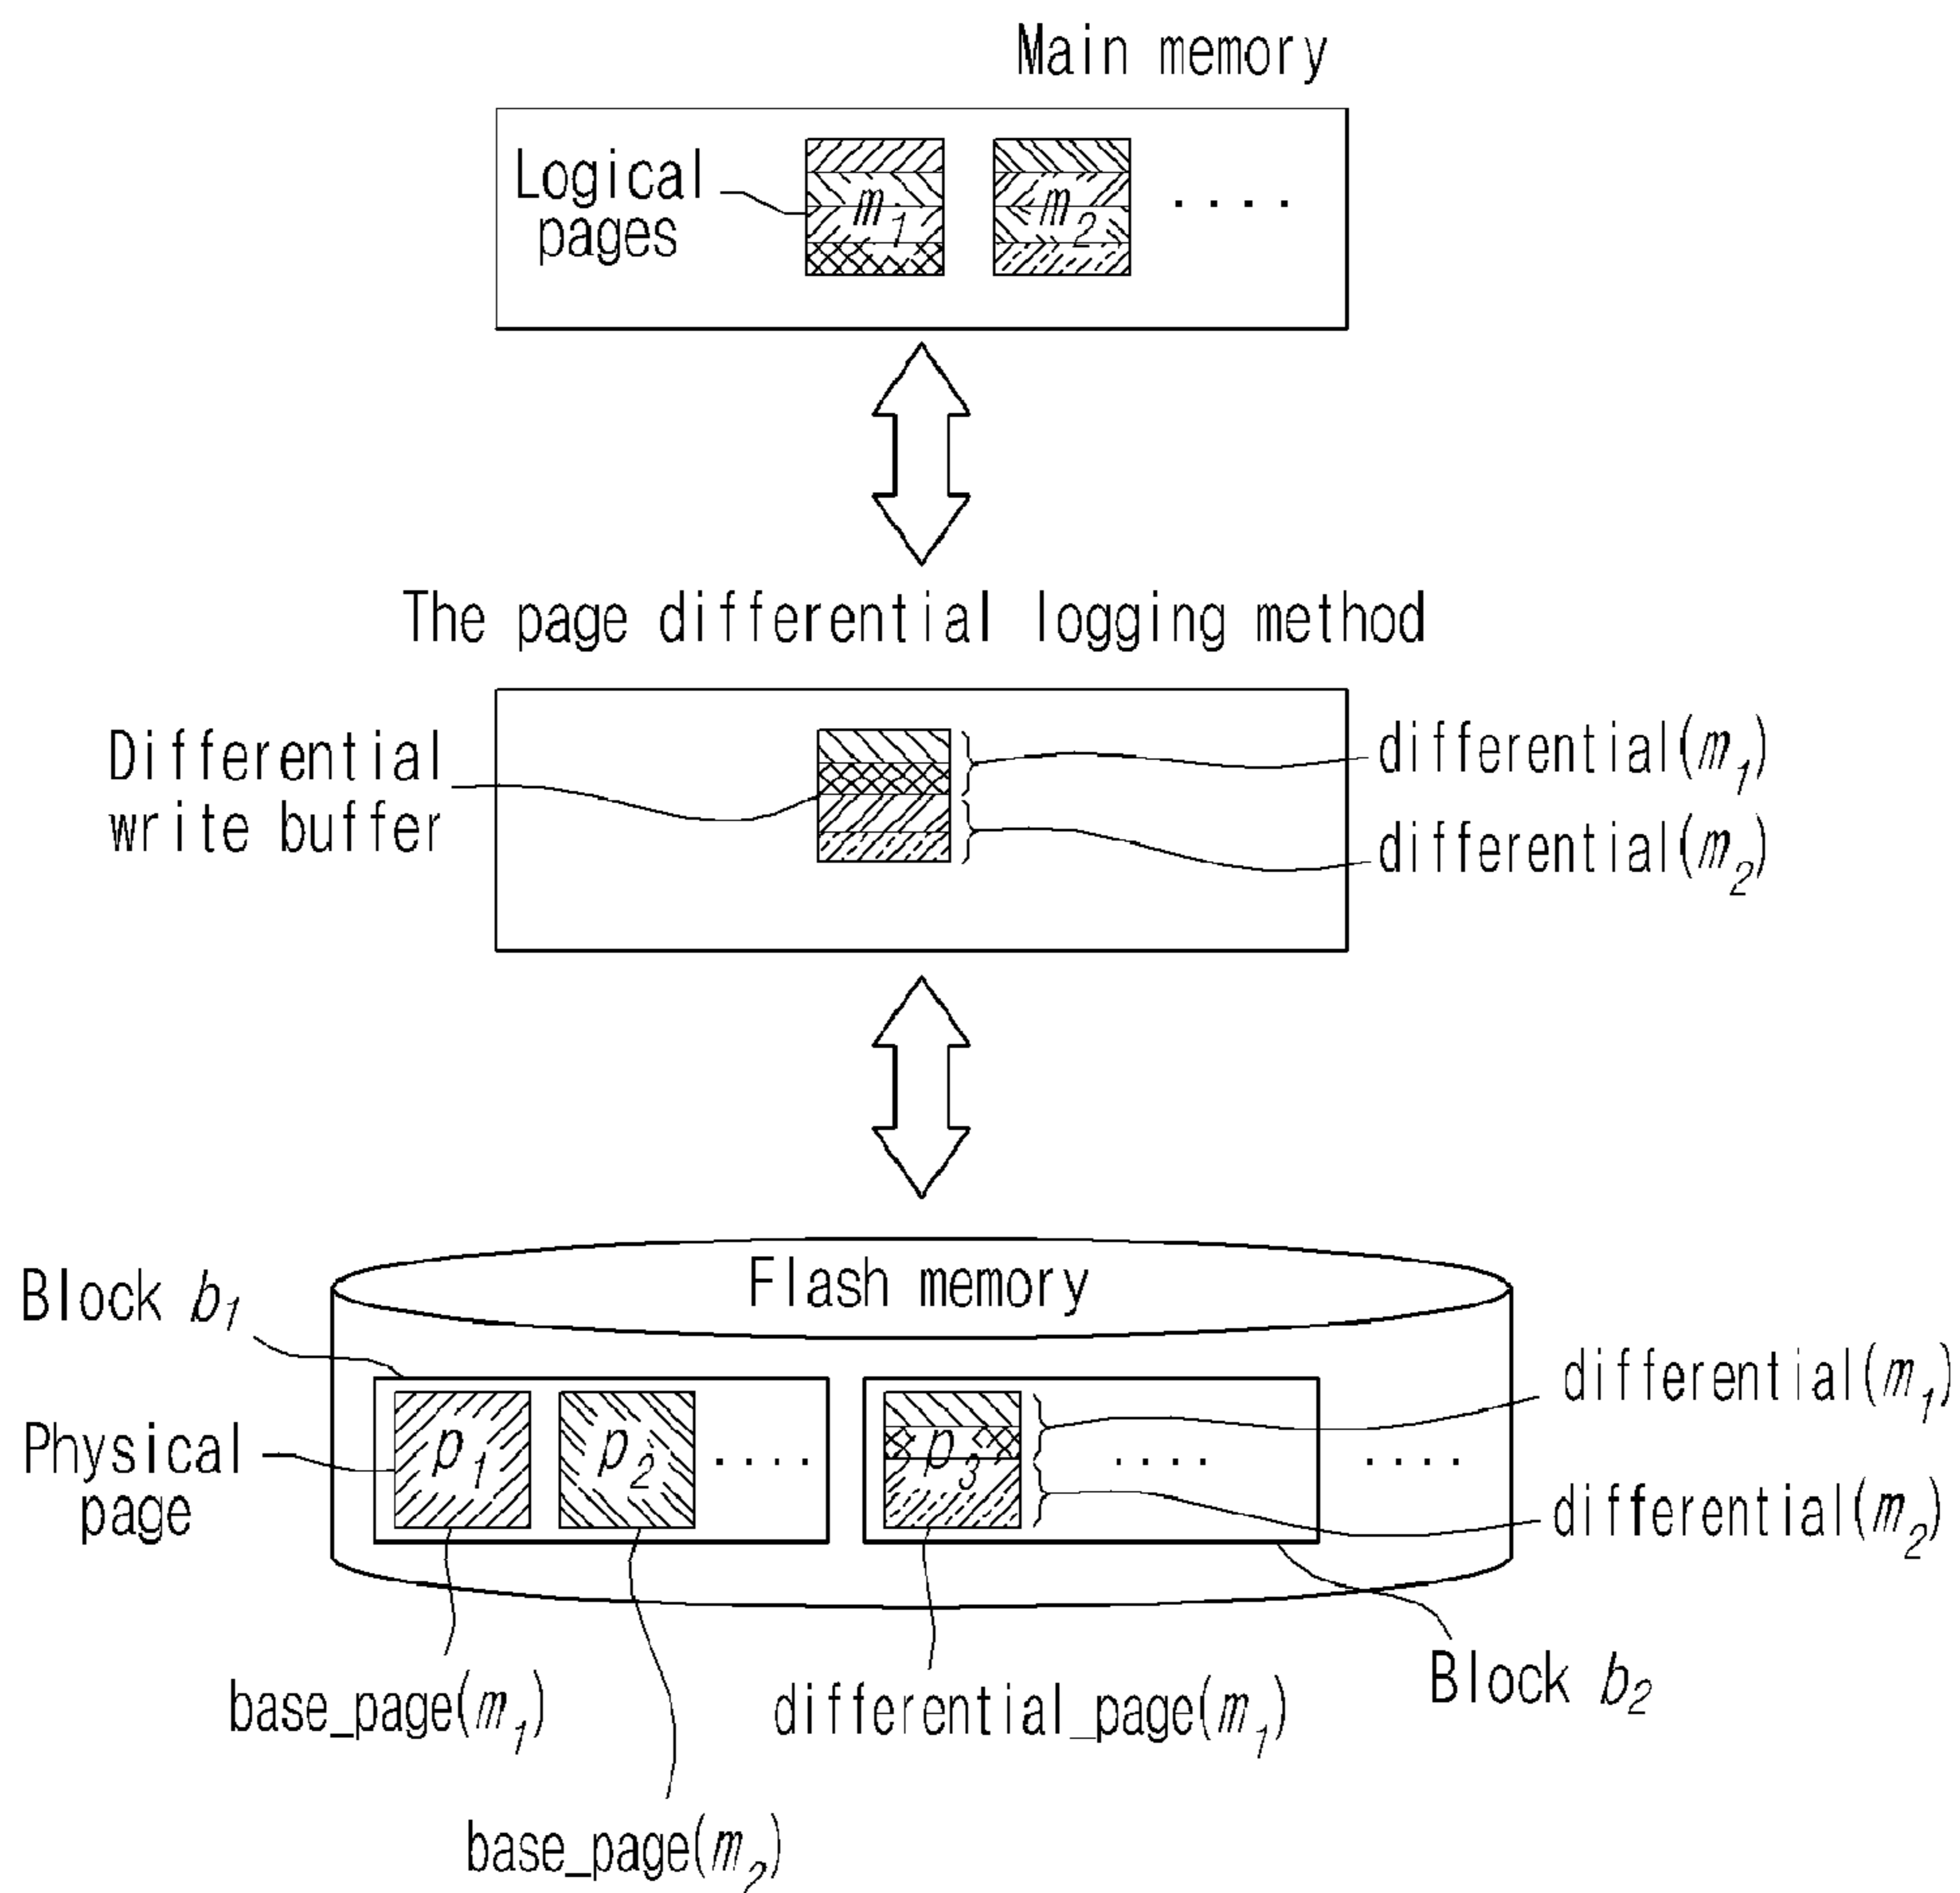 Main memory
Logical
pages
m1
m2
....
The page differential logging method
Differential
write buffer
differential(m1)
differential(m2)
Flash memory
Block b1
Physical
page
p1
p2
....
p3
....
....
differential(m1)
differential(m2)
base_page(m1)
differential_page(m1)
Block b2
base_page(m2)